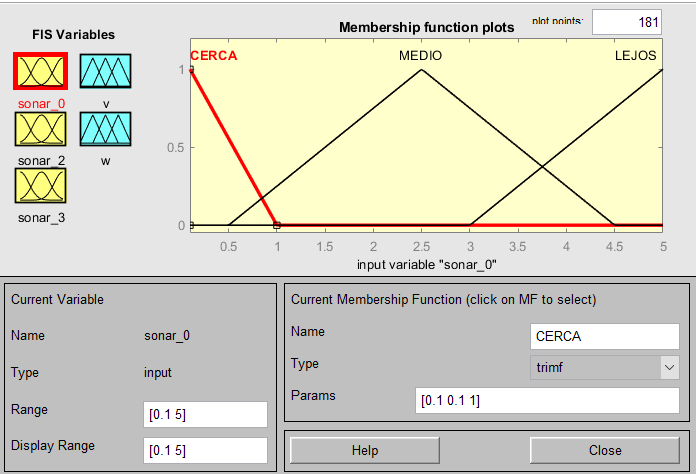 plot points:
181
FIS Variables
Membership function plots
CERCA
MEDIO
LEJOS
sonar_0
v
sonar_2
w
sonar_3
1
0.5
0
0.5
1
1.5
2
2.5
3
3.5
4
4.5
5
input variable "sonar_0"
Current Variable
Name
sonar_0
Type
input
Range
[0.1 5]
Display Range
[0.1 5]
Current Membership Function (click on MF to select)
Name
CERCA
Type
trimf
Params
[0.1 0.1 1]
Help
Close